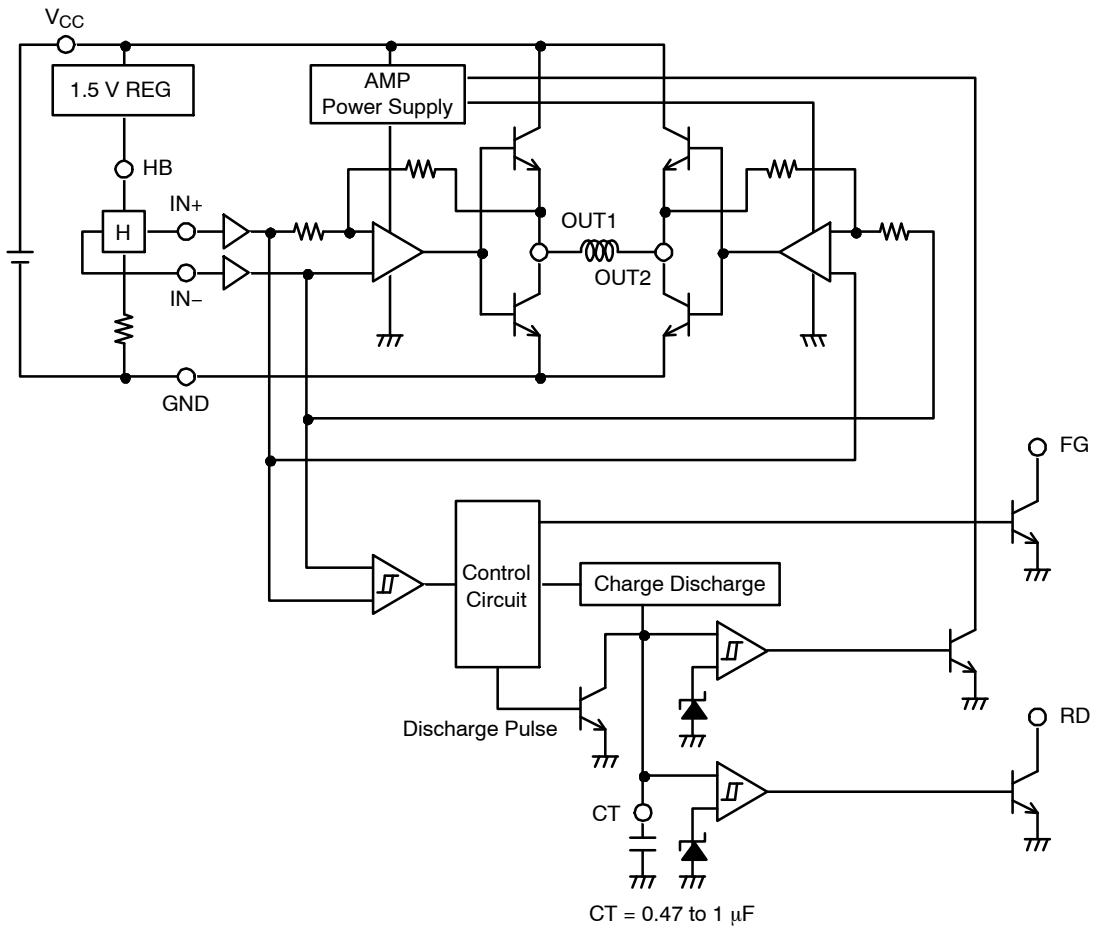 VCC
1.5 V REG
AMP
Power Supply
HB
IN+
H
IN−
OUT1
OUT2
GND
FG
Control
Circuit
Charge Discharge
Discharge Pulse
RD
CT
CT = 0.47 to 1 μF